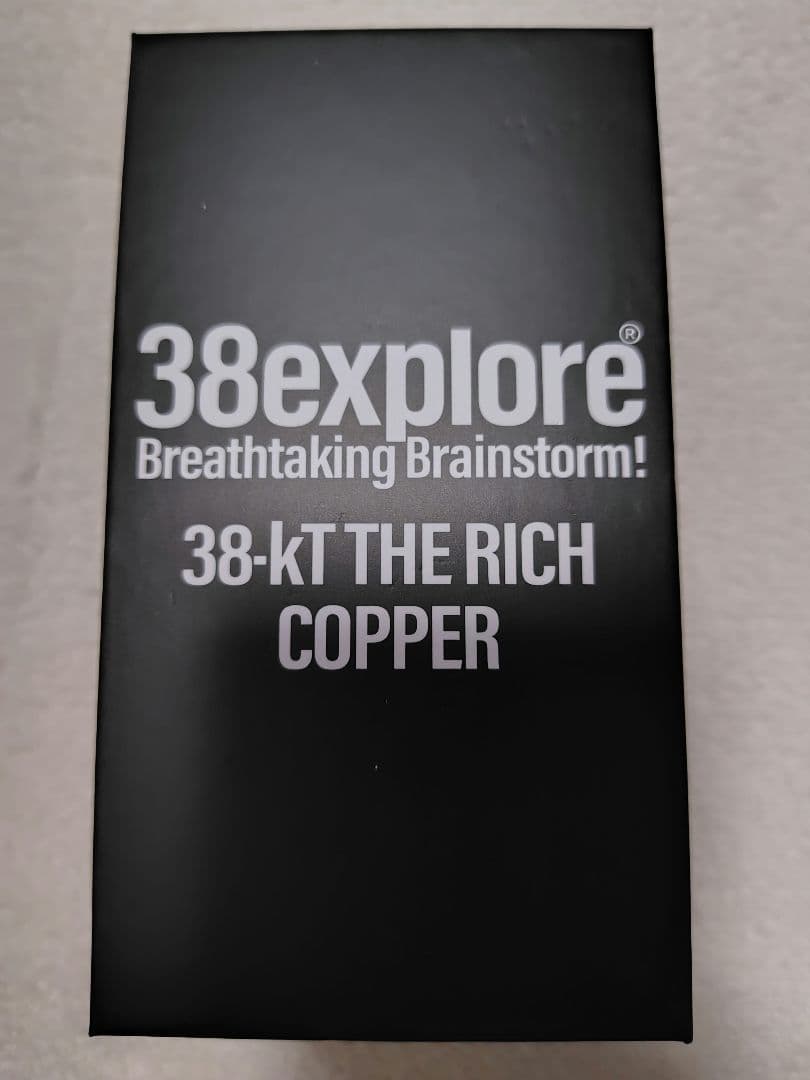 38explore®
Breathtaking Brainstorm!
38-kT THE RICH
COPPER